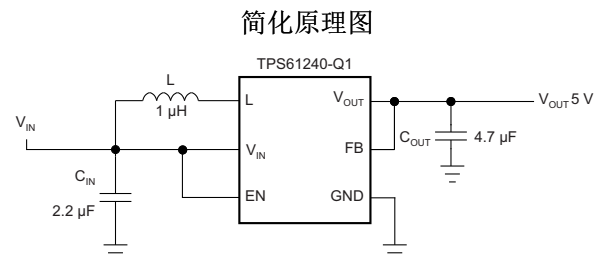 简化原理图
TPS61240-Q1
L
1 µH
L
VOUT
VOUT 5 V
VIN
VIN
FB
COUT
4.7 µF
CIN
2.2 µF
EN
GND